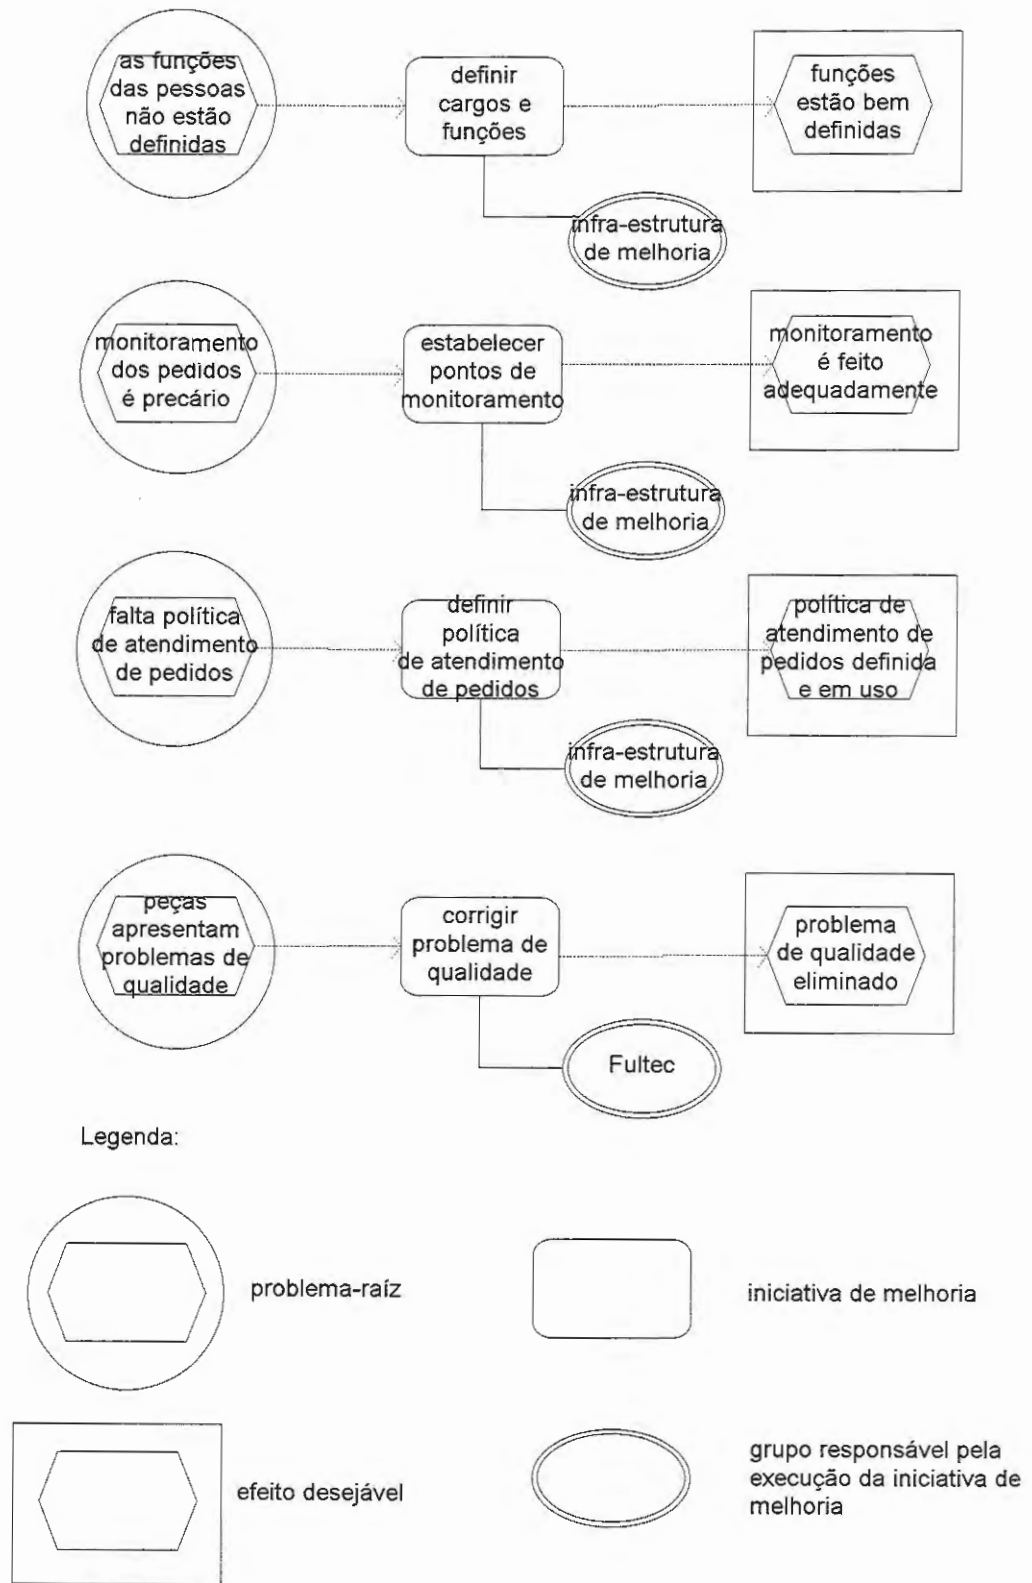 as funções
das pessoas
não estão
definidas
definir
cargos e
funções
funções
estão bem
definidas
infra-estrutura
de melhoria
monitoramento
dos pedidos
é precário
estabelecer
pontos de
monitoramento
monitoramento
é feito
adequadamente
infra-estrutura
de melhoria
falta política
de atendimento
de pedidos
definir
política
de atendimento
de pedidos
política de
atendimento de
pedidos definida
e em uso
infra-estrutura
de melhoria
peças
apresentam
problemas de
qualidade
corrigir
problema de
qualidade
problema
de qualidade
eliminado
Fultec
Legenda:
problema-raíz
iniciativa de melhoria
efeito desejável
grupo responsável pela
execução da iniciativa de
melhoria